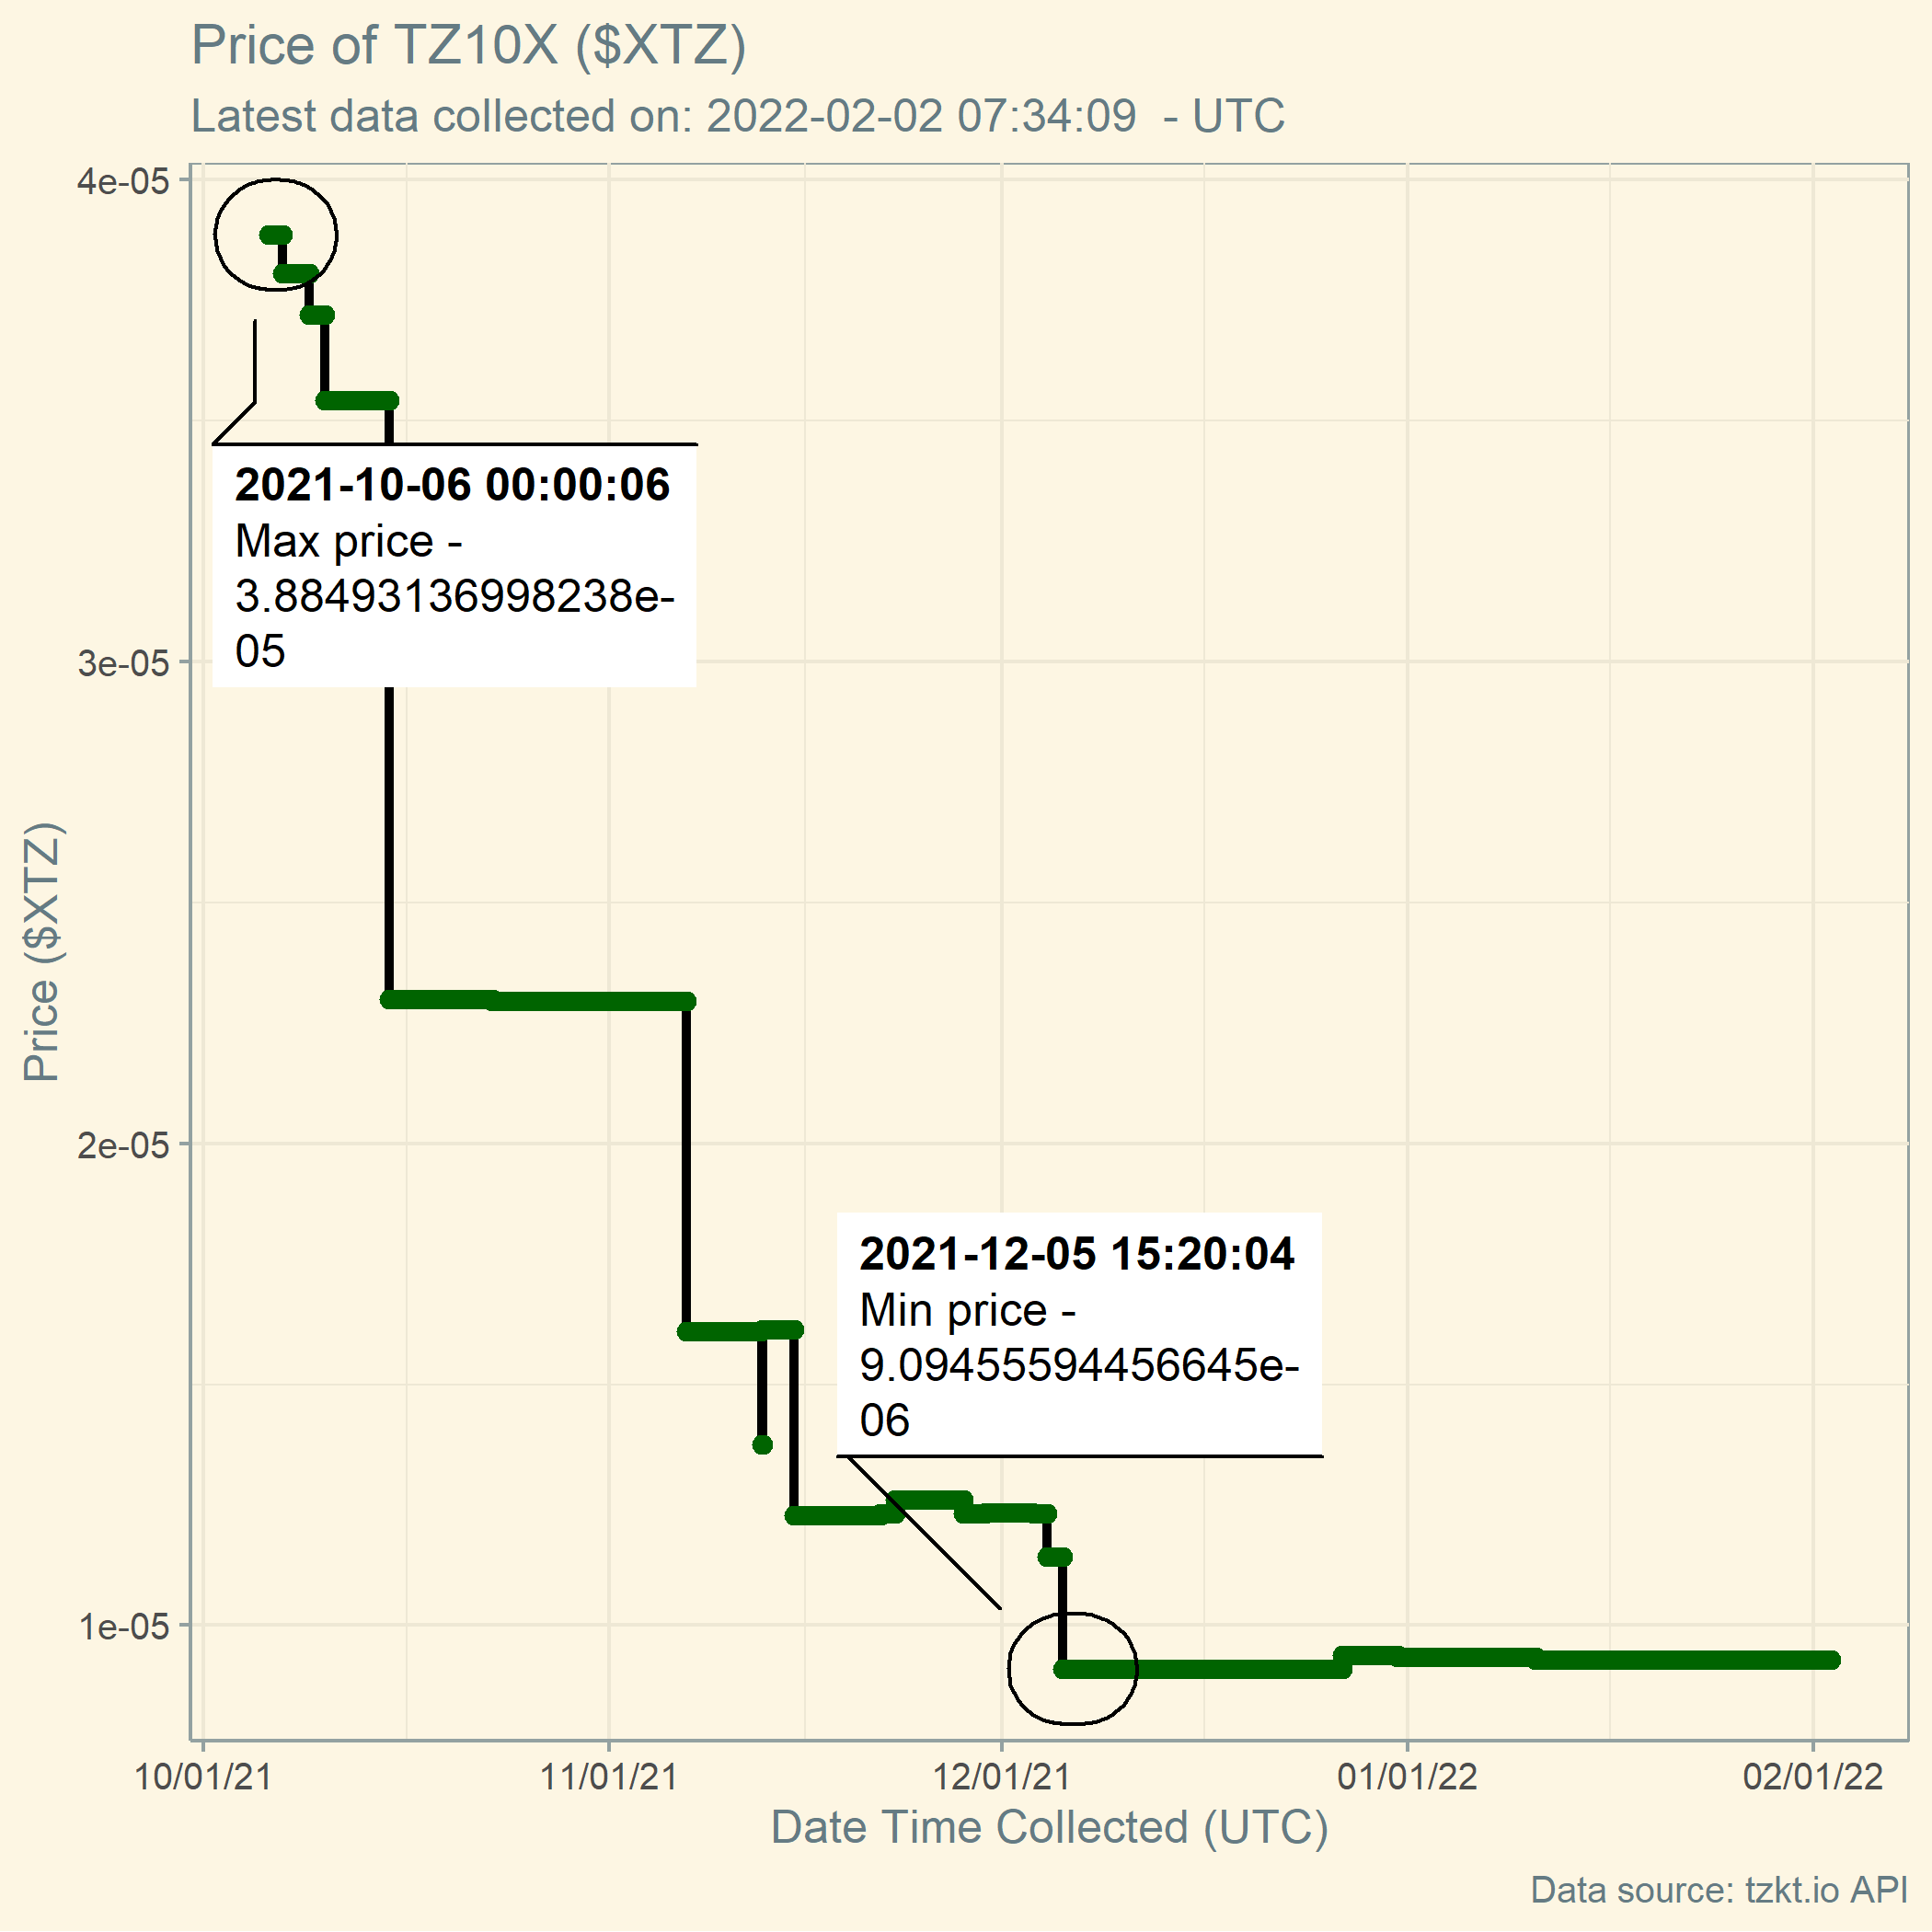 Price of TZ10X ($XTZ)
Latest data collected on: 2022-02-02 07:34:09  - UTC
4e-05
3e-05
2e-05
1e-05
Price ($XTZ)
2021-10-06 00:00:06
Max price -
3.88493136998238e-
05
2021-12-05 15:20:04
Min price -
9.09455594456645e-
06
10/01/21
11/01/21
12/01/21
01/01/22
02/01/22
Date Time Collected (UTC)
Data source: tzkt.io API